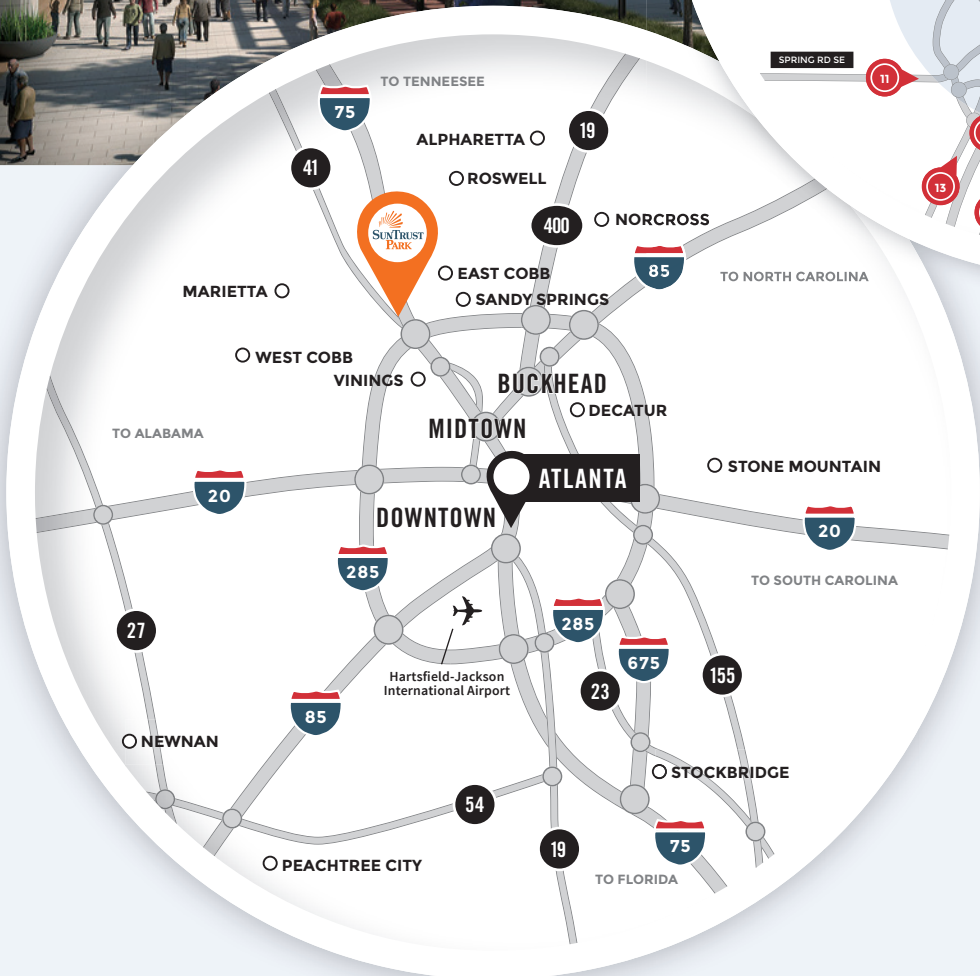 SPRING RD SE
11
13
TO TENNEESEE
75
ALPHARETTA
19
41
ROSWELL
SUNTRUST
PARK
400
NORCROSS
EAST COBB
85
TO NORTH CAROLINA
MARIETTA
SANDY SPRINGS
WEST COBB
VININGS
BUCKHEAD
DECATUR
MIDTOWN
TO ALABAMA
STONE MOUNTAIN
ATLANTA
20
DOWNTOWN
20
285
TO SOUTH CAROLINA
27
285
675
155
Hartsfield-Jackson
International Airport
23
85
NEWNAN
STOCKBRIDGE
54
19
75
PEACHTREE CITY
TO FLORIDA